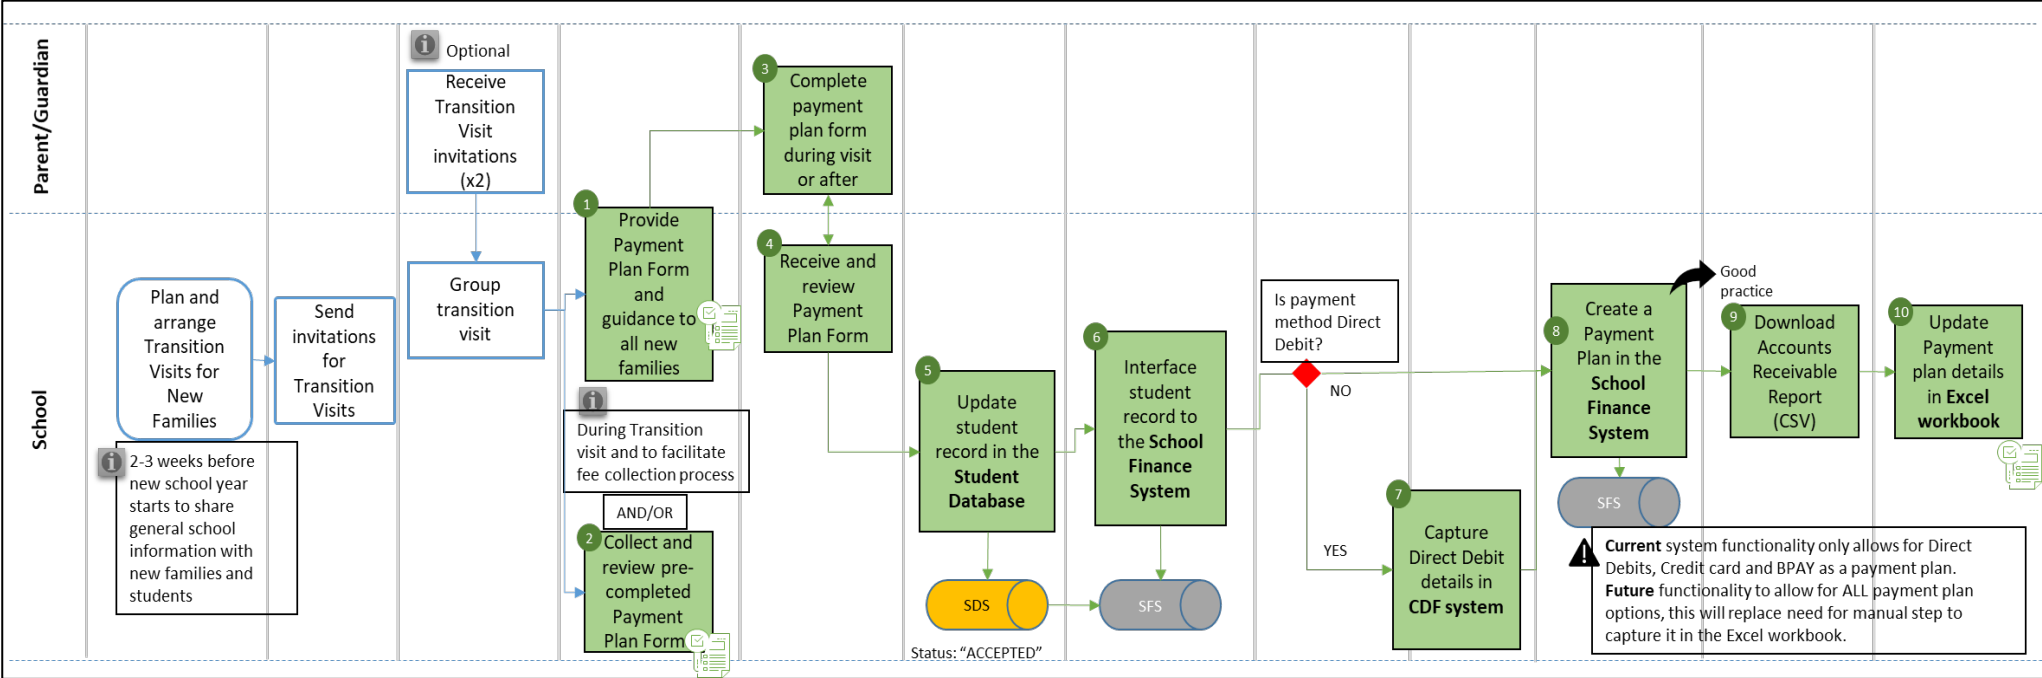 Parent/Guardian
School
Plan and
arrange
Transition
Visits for
New
Families
2-3 weeks before
new school year
starts to share
general school
information with
new families and
students
Send
invitations
for
Transition
Visits
Optional
Receive
Transition
Visit
invitations
(x2)
Group
transition
visit
1
Provide
Payment
Plan Form
and
guidance to
all new
families
During Transition
visit and to facilitate
fee collection process
AND/OR
2
Collect and
review pre-
completed
Payment
Plan Form
3
Complete
payment
plan form
during visit
or after
4
Receive and
review
Payment
Plan Form
5
Update
student
record in the
Student
Database
SDS
Status: “ACCEPTED”
6
Interface
student
record to
the School
Finance
System
SFS
Is payment
method Direct
Debit?
NO
YES
7
Capture
Direct Debit
details in
CDF system
8
Create a
Payment
Plan in the
School
Finance
System
Good
practice
SFS
9
Download
Accounts
Receivable
Report
(CSV)
10
Update
Payment
plan details
in Excel
workbook
Current system functionality only allows for Direct
Debits, Credit card and BPAY as a payment plan.
Future functionality to allow for ALL payment plan
options, this will replace need for manual step to
capture it in the Excel workbook.